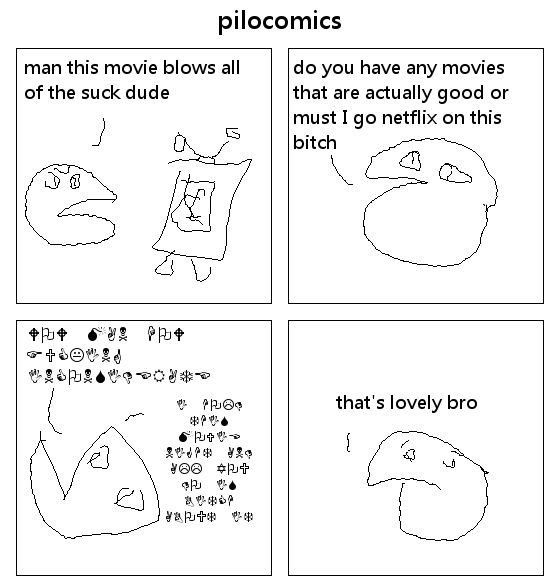 pilocomics
man this movie blows all
of the suck dude
do you have any movies
that are actually good or
must I go netflix on this
bitch
🕈⚐🕈 💣✌☠ ☟⚐🕈
☞🕆👍😐✋☠☝
✋☠👍⚐☠💧✋👎☜☼✌❄☜
✋ ☟⚐☹👎
❄☟✋💧
💣⚐✞✋☜
☠✋☝☟❄ ✌☠👎
✌☹☹ ✡⚐🕆
👎⚐ ✋💧
👌✋❄👍☟
✌👌⚐🕆❄ ✋❄
that's lovely bro